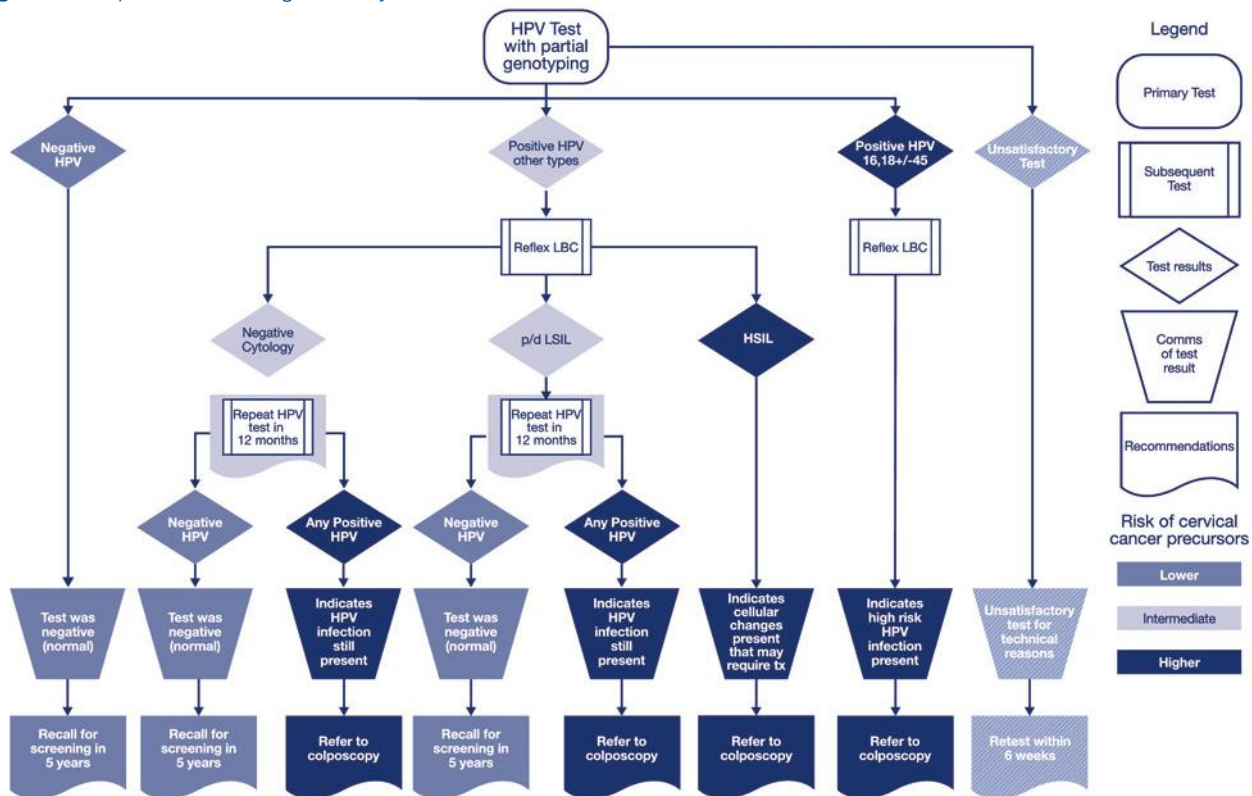 HPV Test
with partial
genotyping
Negative
HPV
Positive HPV
other types
Positive HPV
16,18+/-45
Unsatisfactory
Test
Reflex LBC
Reflex LBC
Negative
Cytology
p/d LSIL
HSIL
Repeat HPV
test in
12 months
Repeat HPV
test in
12 months
Negative
HPV
Any Positive
HPV
Negative
HPV
Any Positive
HPV
Test was
negative
(normal)
Test was
negative
(normal)
Indicates
HPV
infection
still
present
Test was
negative
(normal)
Indicates
HPV
infection
still
present
Indicates
cellular
changes
present
that may
require tx
Indicates
high risk
HPV
infection
present
Unsatisfactory
test for
technical
reasons
Recall for
screening in
5 years
Recall for
screening in
5 years
Refer to
colposcopy
Recall for
screening in
5 years
Refer to
colposcopy
Refer to
colposcopy
Refer to
colposcopy
Retest within
6 weeks
Legend
Primary Test
Subsequent
Test
Test results
Comms
of test
result
Recommendations
Risk of cervical
cancer precursors
Lower
Intermediate
Higher